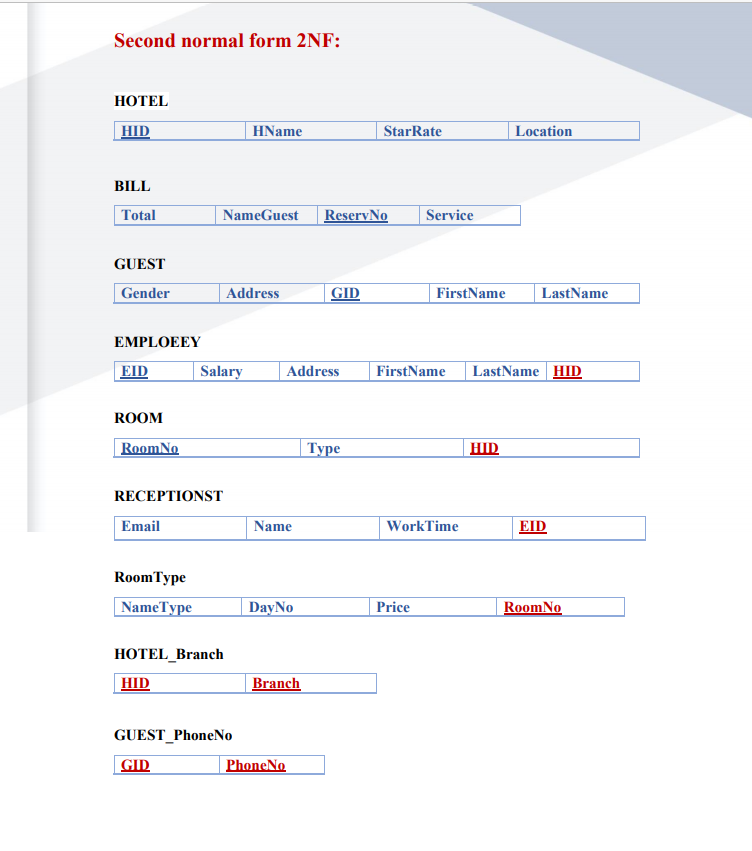 Second normal form 2NF:
HOTEL
HID HName StarRate Location
BILL
Total NameGuest ReservNo Service
GUEST
Gender Address GID FirstName LastName
EMPLOEEY
EID Salary Address FirstName LastName HID
ROOM
RoomNo Type HID
RECEPTIONST
Email Name WorkTime EID
RoomType
NameType DayNo Price RoomNo
HOTEL_Branch
HID Branch
GUEST_PhoneNo
GID PhoneNo